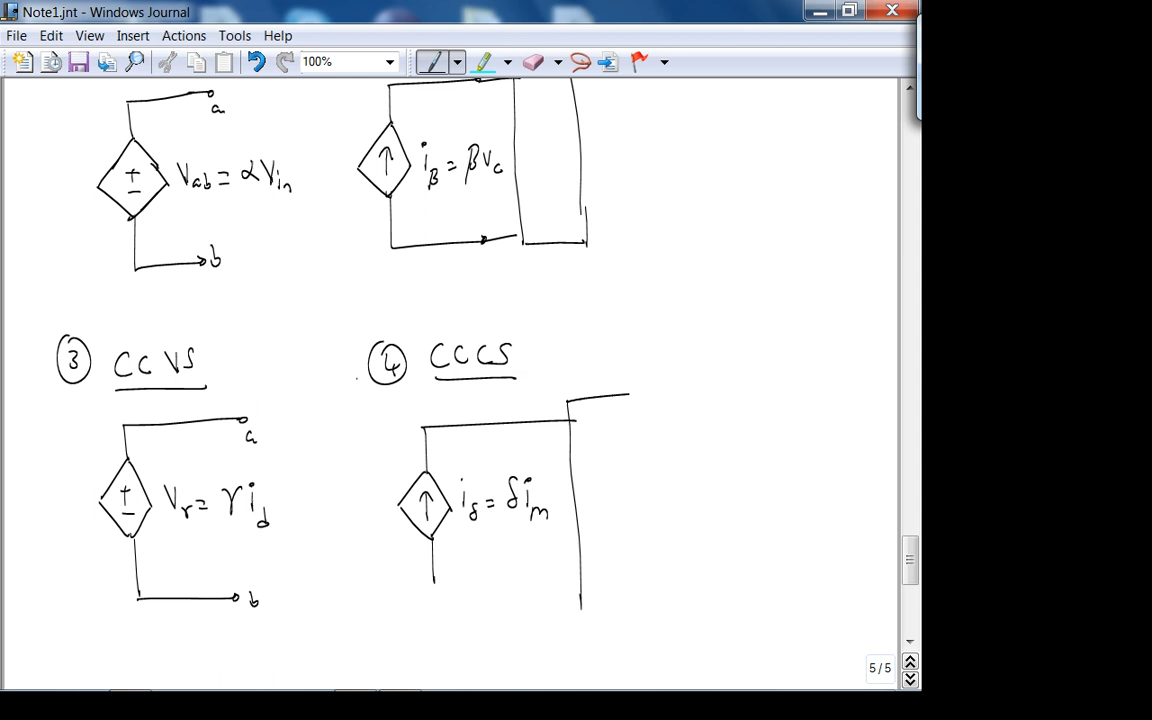 Note1.jnt - Windows Journal
File Edit View Insert Actions Tools Help
100%
a
Vab = αVin
b
iβ = βvc
③ CCVS
④ CCCS
a
Vr = γid
b
iδ = δim
5/5